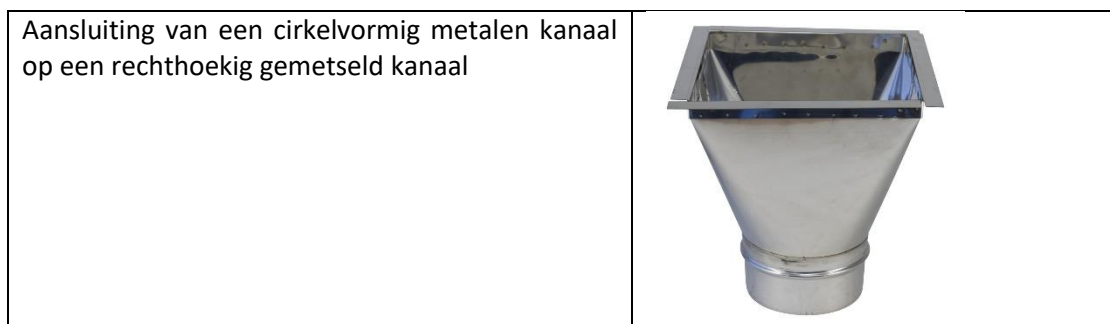 Aansluiting van een cirkelvormig metalen kanaal
op een rechthoekig gemetseld kanaal